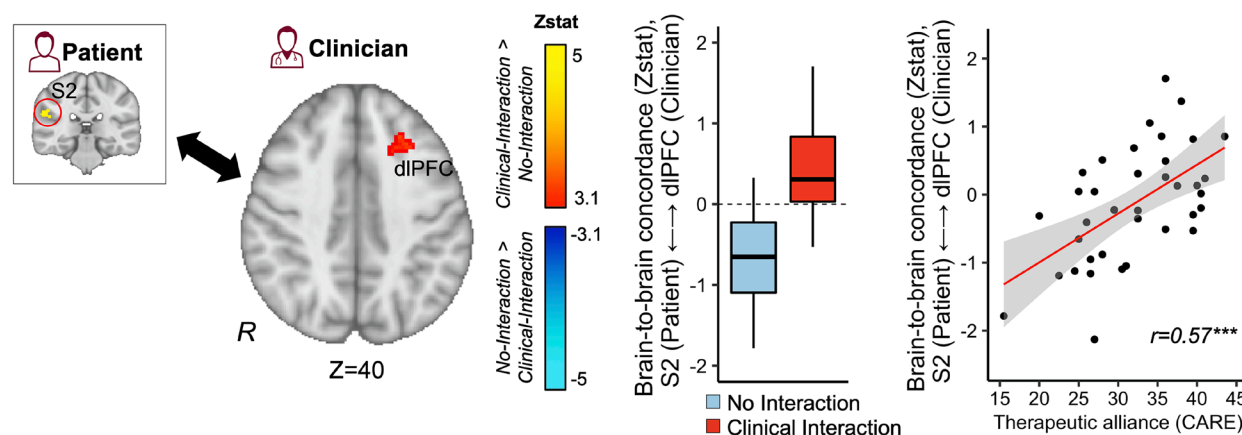 Patient
S2
Clinician
dlPFC
R
Z=40
Zstat
Clinical-Interaction >
No-Interaction
5
3.1
No-Interaction >
Clinical-Interaction
-3.1
-5
Brain-to-brain concordance (Zstat),
S2 (Patient) ←--→ dlPFC (Clinician)
2
1
0
-1
-2
No Interaction
Clinical Interaction
Brain-to-brain concordance (Zstat),
S2 (Patient) ←--→ dlPFC (Clinician)
2
1
0
-1
-2
r=0.57***
15 20 25 30 35 40 45
Therapeutic alliance (CARE)